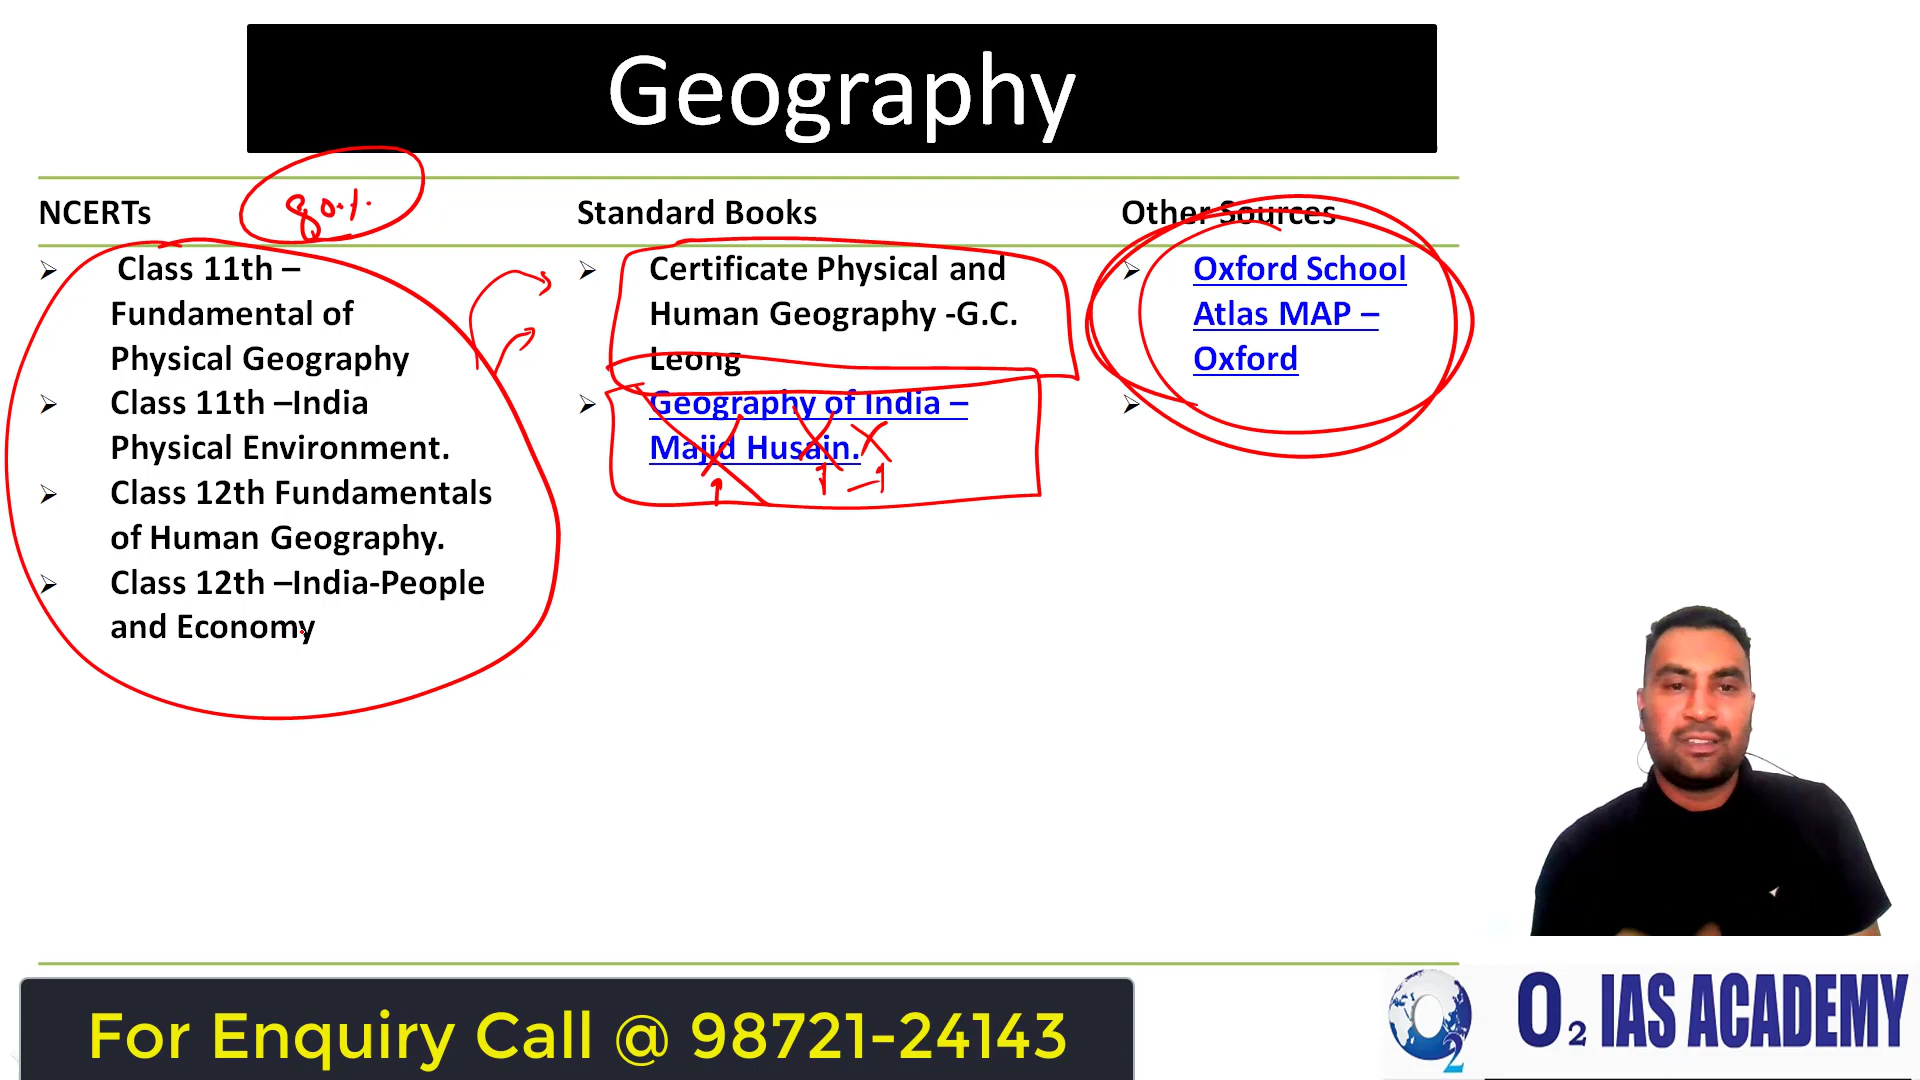 Geography
NCERTs
80%
Standard Books
Other Sources
Class 11th –
Fundamental of
Physical Geography
Class 11th –India
Physical Environment.
Class 12th Fundamentals
of Human Geography.
Class 12th –India-People
and Economy
Certificate Physical and
Human Geography -G.C.
Leong
Geography of India –
Majid Husain.
Oxford School
Atlas MAP –
Oxford
For Enquiry Call @ 98721-24143
O2
O2 IAS ACADEMY